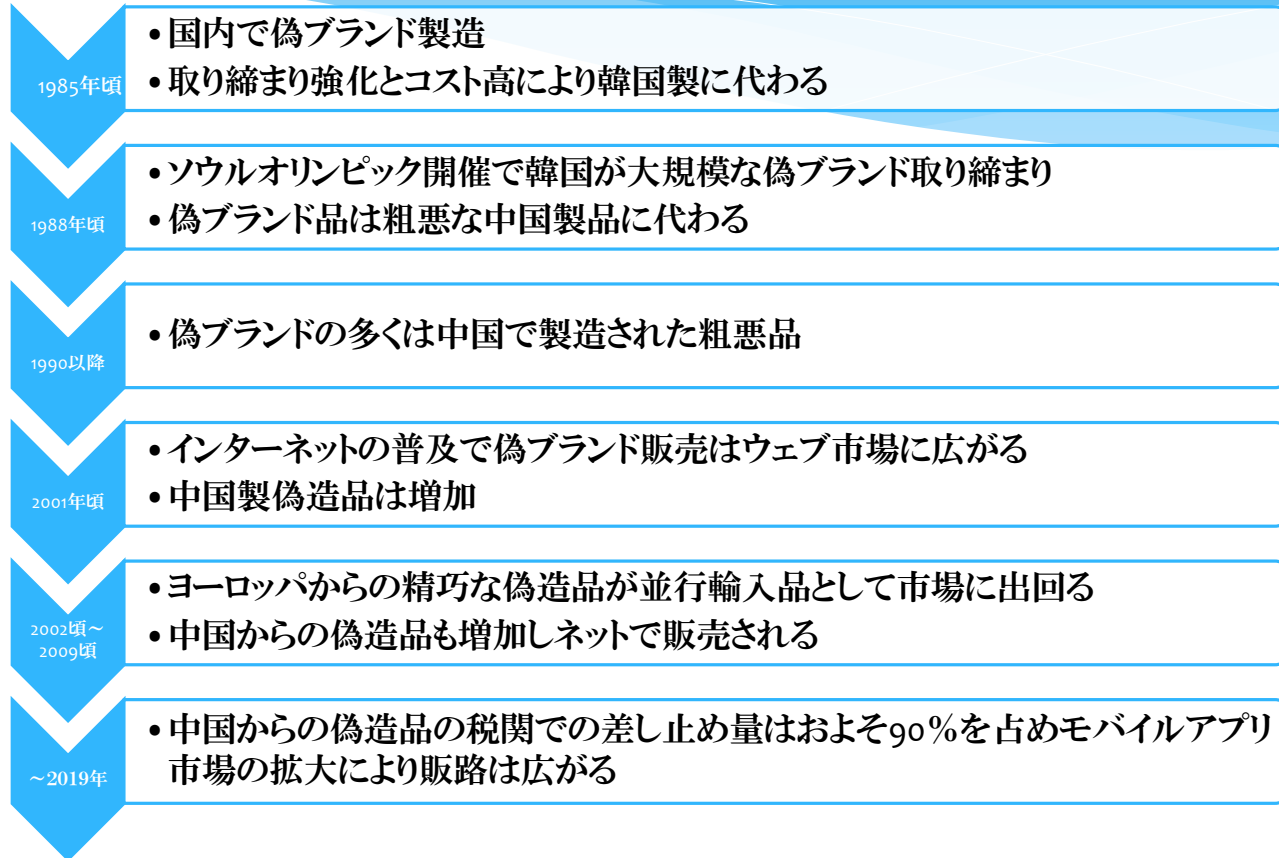 1985年頃
•国内で偽ブランド製造
•取り締まり強化とコスト高により韓国製に代わる
1988年頃
•ソウルオリンピック開催で韓国が大規模な偽ブランド取り締まり
•偽ブランド品は粗悪な中国製品に代わる
1990以降
•偽ブランドの多くは中国で製造された粗悪品
2001年頃
•インターネットの普及で偽ブランド販売はウェブ市場に広がる
•中国製偽造品は増加
2002頃～
2009頃
•ヨーロッパからの精巧な偽造品が並行輸入品として市場に出回る
•中国からの偽造品も増加しネットで販売される
～2019年
•中国からの偽造品の税関での差し止め量はおよそ90％を占めモバイルアプリ
市場の拡大により販路は広がる